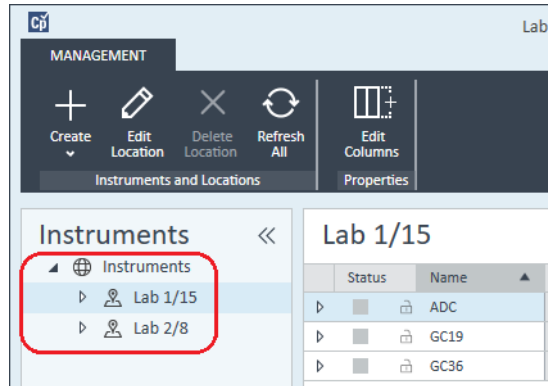 Cp
Lab
MANAGEMENT
Create
Edit
Location
Delete
Location
Refresh
All
Edit
Columns
Instruments and Locations
Properties
Instruments
Instruments
Lab 1/15
Lab 2/8
Lab 1/15
Status Name
ADC
GC19
GC36